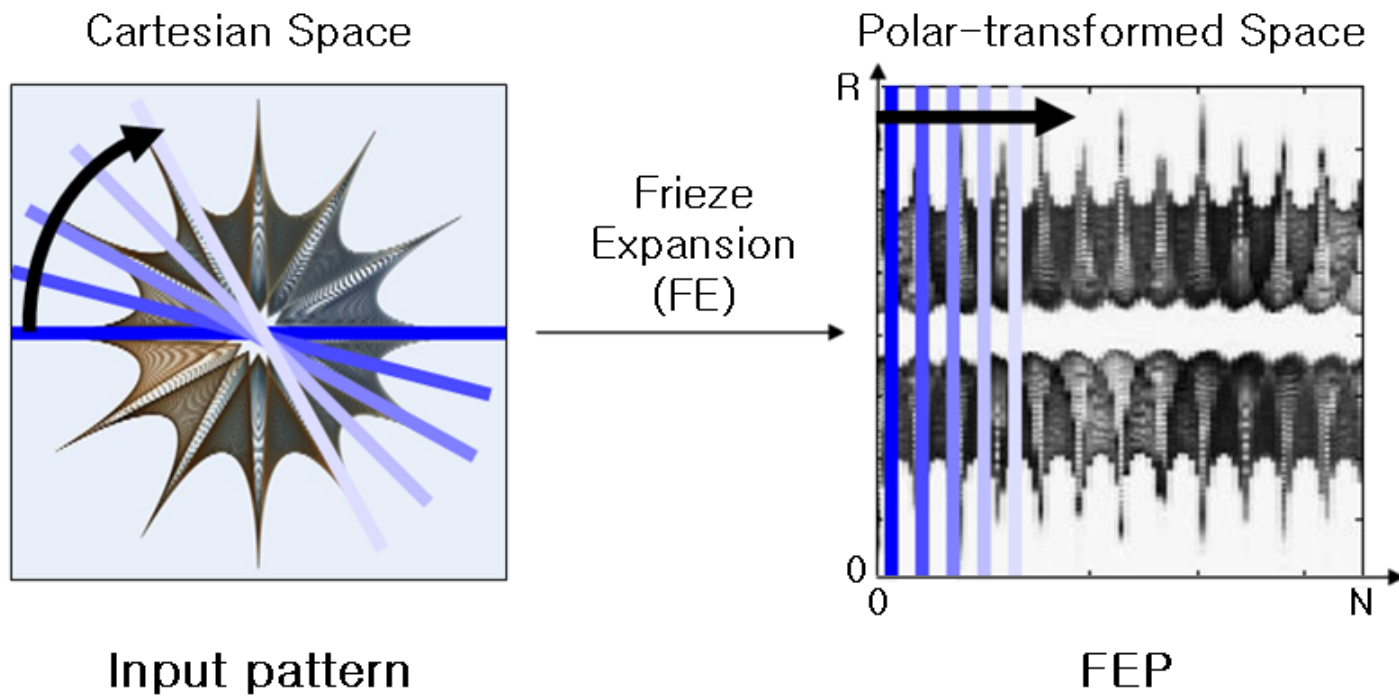 Cartesian Space
Polar-transformed Space
R
Frieze
Expansion
(FE)
0
0
N
Input pattern
FEP